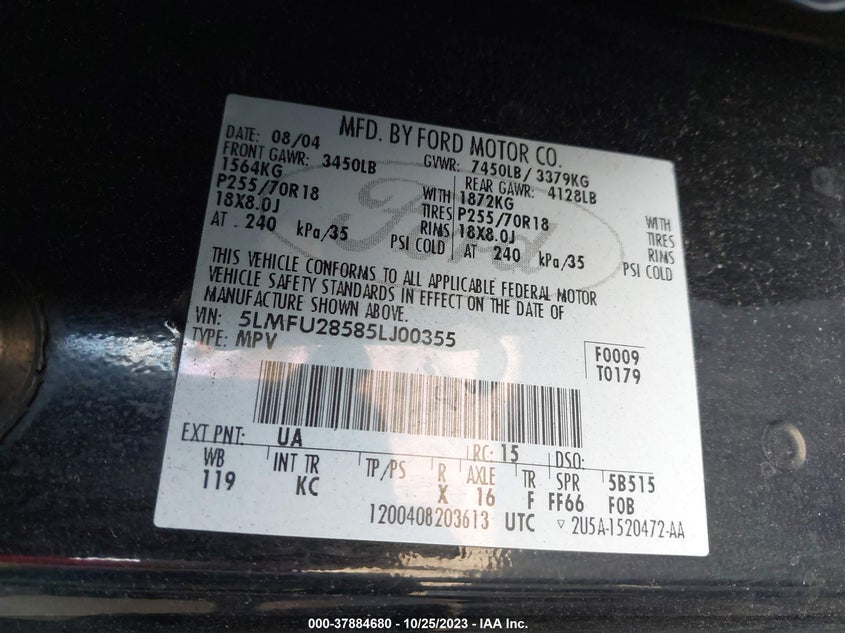 MFD. BY FORD MOTOR CO.
DATE: 08/04 GVWR: 7450LB/ 3379KG
FRONT GAWR: 3450LB REAR GAWR: 4128LB
1564KG WITH 1872KG WITH
P255/70R18 TIRES P255/70R18 TIRES
18X8.0J RIMS 18X8.0J RIMS
AT 240 kPa/35 PSI COLD AT 240 kPa/35 PSI COLD
Ford
THIS VEHICLE CONFORMS TO ALL APPLICABLE FEDERAL MOTOR
VEHICLE SAFETY STANDARDS IN EFFECT ON THE DATE OF
MANUFACTURE SHOWN ABOVE.
VIN: 5LMFU28585LJ00355
TYPE: MPV
F0009
T0179
EXT PNT: UA RC: 15 DSO:
WB INT TR TP/PS R AXLE TR SPR 5B515
119 KC X 16 F FF66 FOB
1200408203613 UTC ▽ 2U5A-1520472-AA
000-37884680 - 10/25/2023 - IAA Inc.